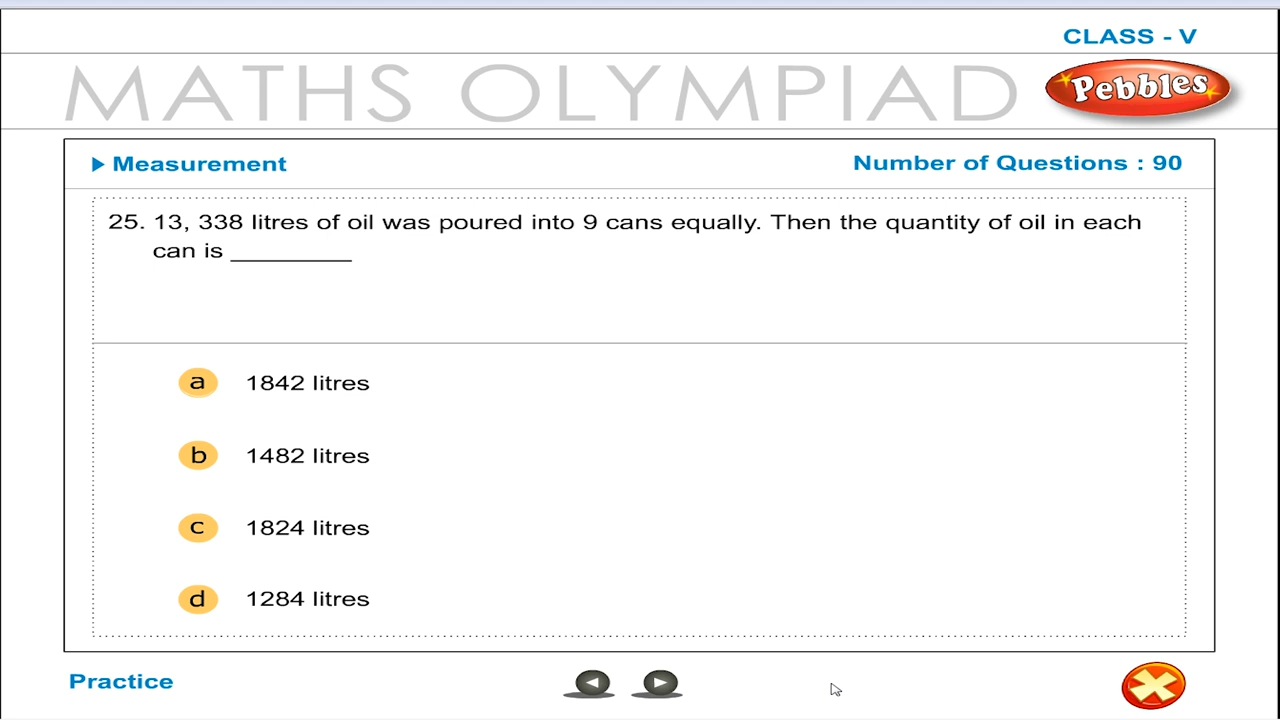 CLASS - V
MATHS OLYMPIAD
Pebbles
Measurement
Number of Questions : 90
25. 13, 338 litres of oil was poured into 9 cans equally. Then the quantity of oil in each
can is _________
a 1842 litres
b 1482 litres
c 1824 litres
d 1284 litres
Practice